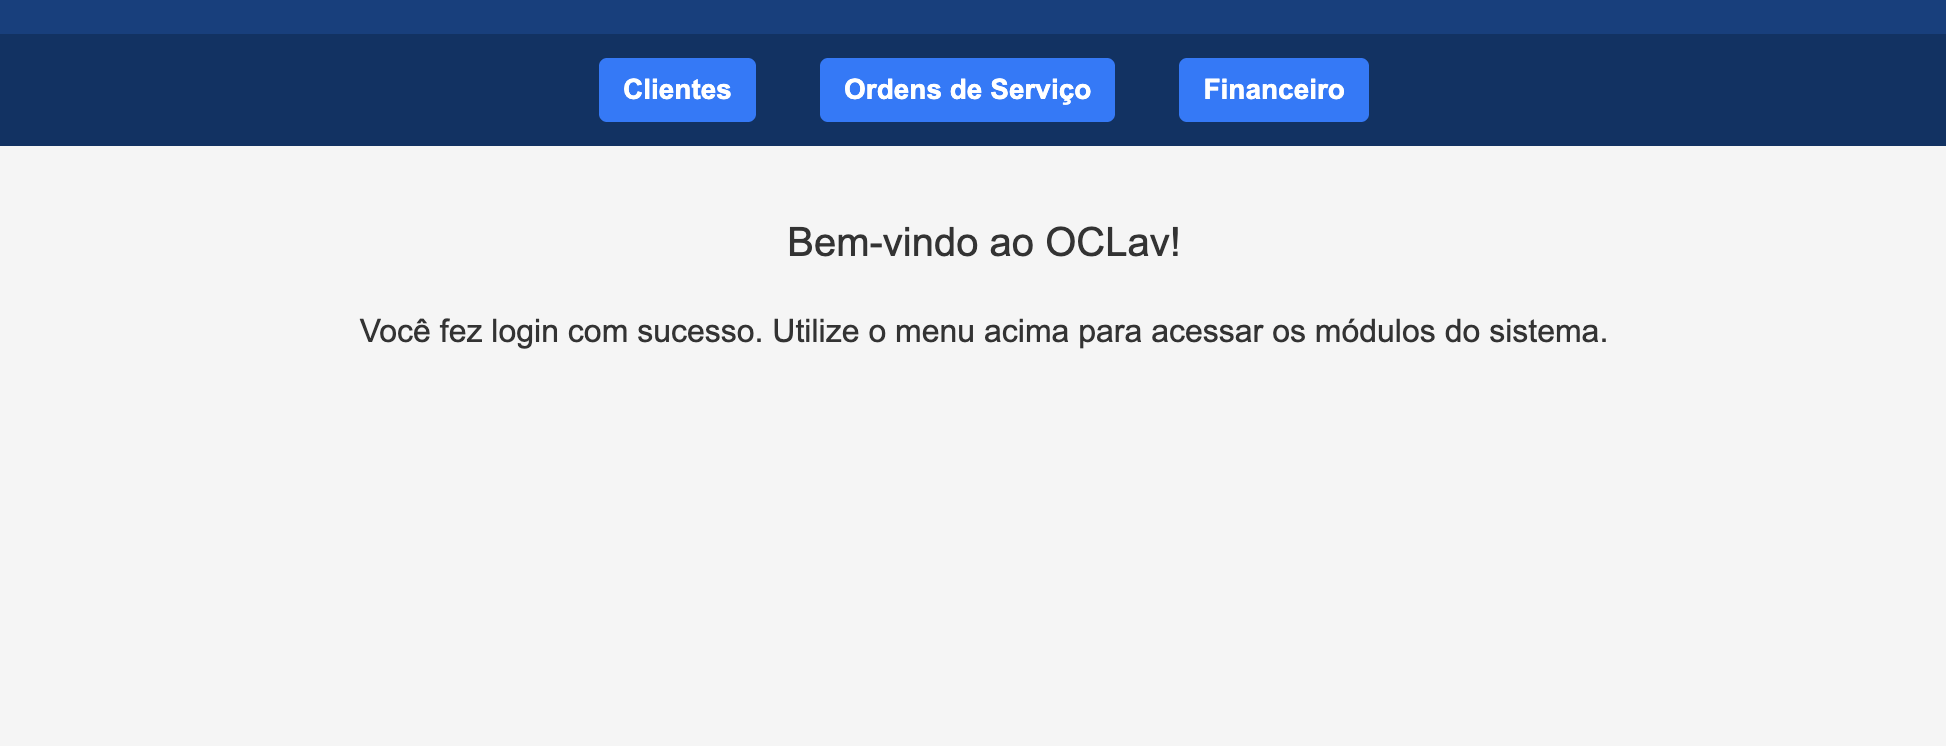 Clientes
Ordens de Serviço
Financeiro
Bem-vindo ao OCLav!
Você fez login com sucesso. Utilize o menu acima para acessar os módulos do sistema.